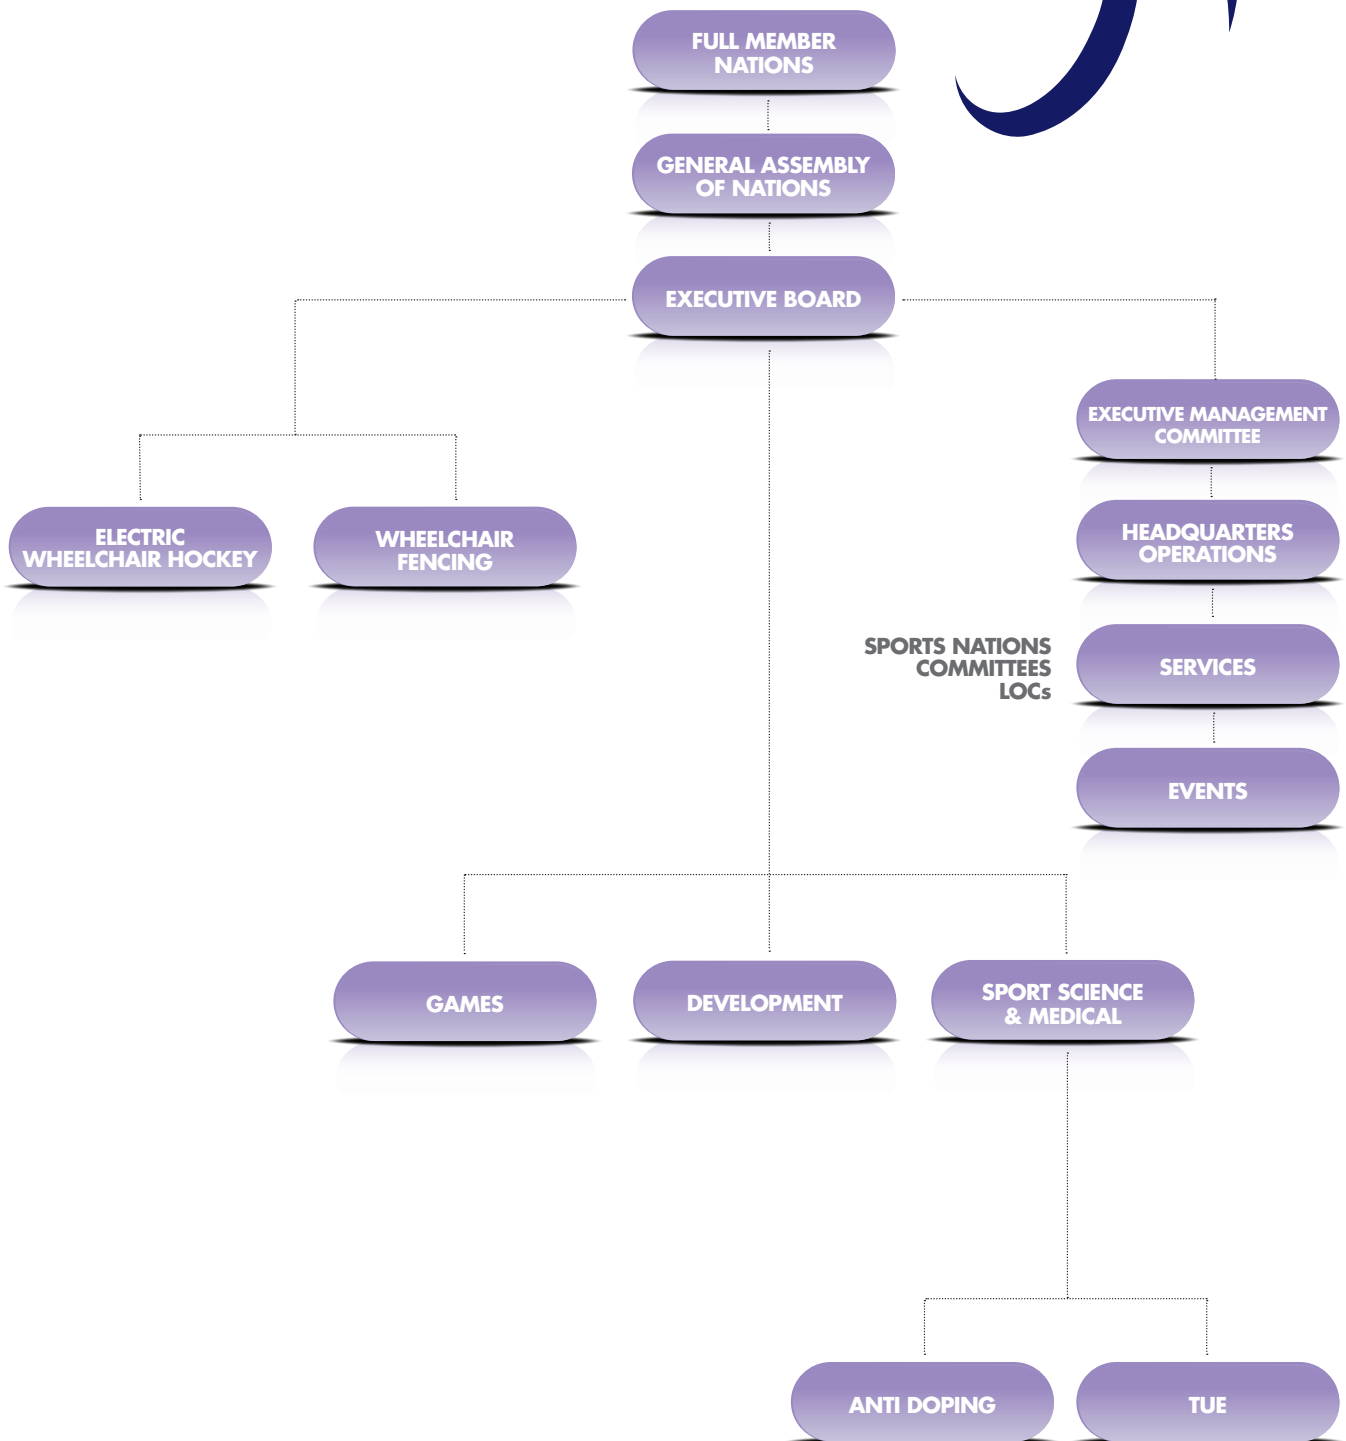 FULL MEMBER
NATIONS
GENERAL ASSEMBLY
OF NATIONS
EXECUTIVE BOARD
EXECUTIVE MANAGEMENT
COMMITTEE
ELECTRIC
WHEELCHAIR HOCKEY
WHEELCHAIR
FENCING
HEADQUARTERS
OPERATIONS
SPORTS NATIONS
COMMITTEES
LOCs
SERVICES
EVENTS
GAMES
DEVELOPMENT
SPORT SCIENCE
& MEDICAL
ANTI DOPING
TUE